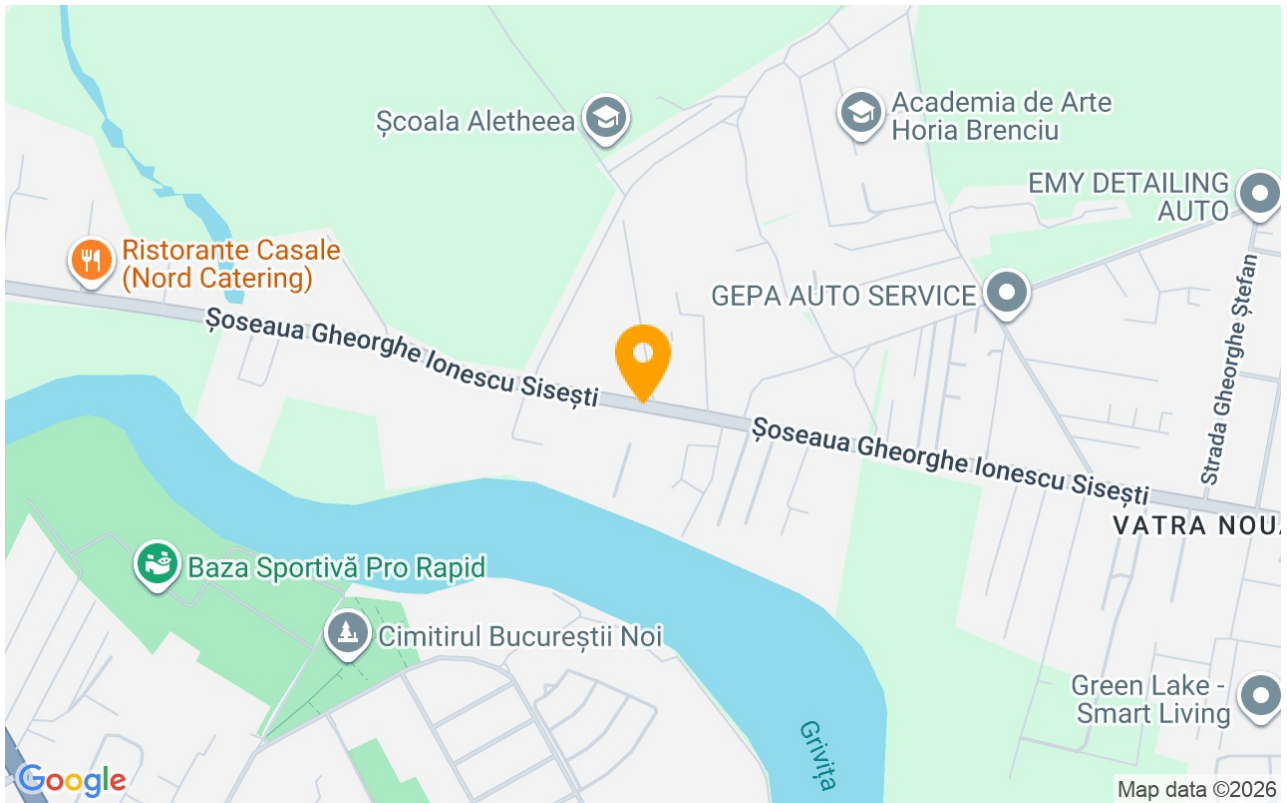 Școala Aletheea
Academia de Arte
Horia Brenciu
EMY DETAILING
AUTO
Ristorante Casale
(Nord Catering)
GEPA AUTO SERVICE
Strada Gheorghe Ștefan
Șoseaua Gheorghe Ionescu Sisești
Șoseaua Gheorghe Ionescu Sisești
VATRA NOUĂ
Baza Sportivă Pro Rapid
Cimitirul Bucureștii Noi
Green Lake -
Smart Living
Grivița
Google
Map data ©2026